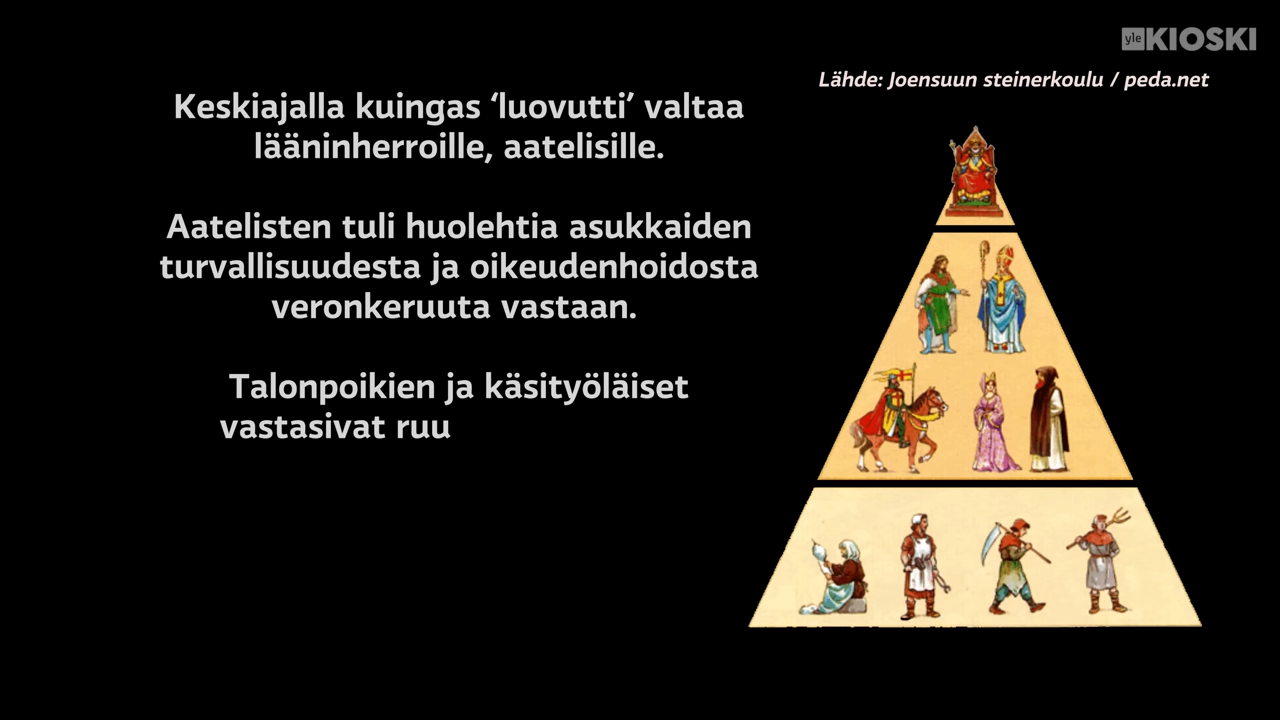 yle KIOSKI
Lähde: Joensuun steinerkoulu / peda.net
Keskiajalla kuingas ‘luovutti’ valtaa
lääninherroille, aatelisille.
Aatelisten tuli huolehtia asukkaiden
turvallisuudesta ja oikeudenhoidosta
veronkeruuta vastaan.
Talonpoikien ja käsityöläiset
vastasivat ruu